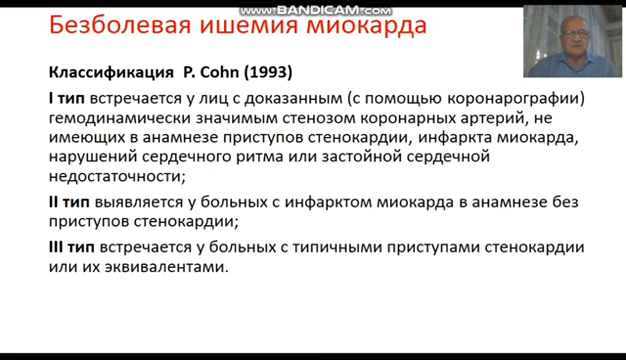 www.BANDICAM.com
Безболевая ишемия миокарда
Классификация P. Cohn (1993)
I тип встречается у лиц с доказанным (с помощью коронарографии)
гемодинамически значимым стенозом коронарных артерий, не
имеющих в анамнезе приступов стенокардии, инфаркта миокарда,
нарушений сердечного ритма или застойной сердечной
недостаточности;
II тип выявляется у больных с инфарктом миокарда в анамнезе без
приступов стенокардии;
III тип встречается у больных с типичными приступами стенокардии
или их эквивалентами.